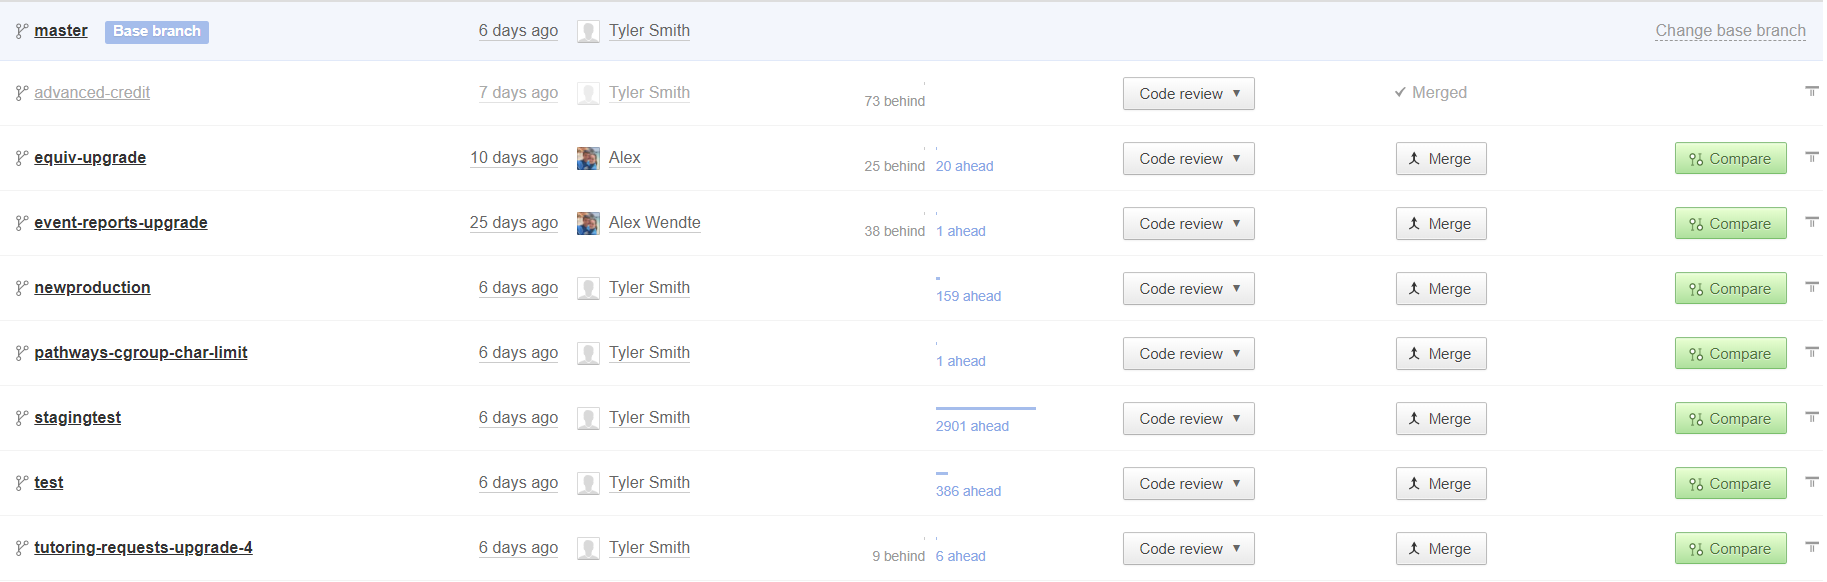 master Base branch 6 days ago Tyler Smith Change base branch
advanced-credit 7 days ago Tyler Smith 73 behind Code review Merged
equiv-upgrade 10 days ago Alex 25 behind 20 ahead Code review Merge Compare
event-reports-upgrade 25 days ago Alex Wendte 38 behind 1 ahead Code review Merge Compare
newproduction 6 days ago Tyler Smith 159 ahead Code review Merge Compare
pathways-cgroup-char-limit 6 days ago Tyler Smith 1 ahead Code review Merge Compare
stagingtest 6 days ago Tyler Smith 2901 ahead Code review Merge Compare
test 6 days ago Tyler Smith 386 ahead Code review Merge Compare
tutoring-requests-upgrade-4 6 days ago Tyler Smith 9 behind 6 ahead Code review Merge Compare